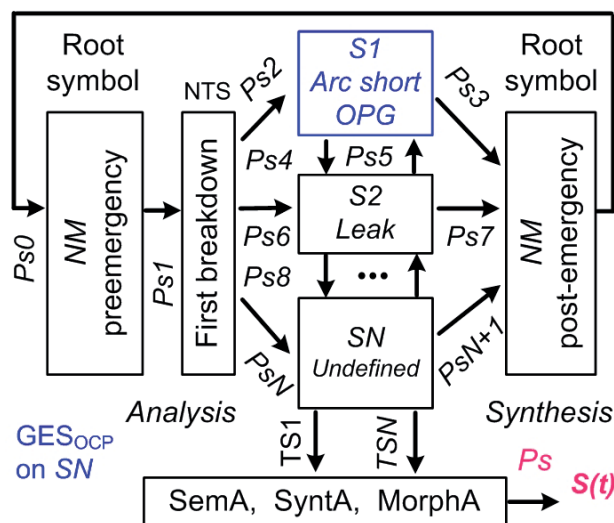 Root
symbol
NTS
Ps2
S1
Arc short
OPG
Ps3
Root
symbol
Ps0
NM
preemergency
Ps1
First breakdown
Ps4
Ps5
S2
Leak
Ps6
Ps7
Ps8
...
PsN
SN
Undefined
PsN+1
NM
post-emergency
Analysis
Synthesis
GESOCP
on SN
TS1
TSN
SemA, SyntA, MorphA
Ps
S(t)